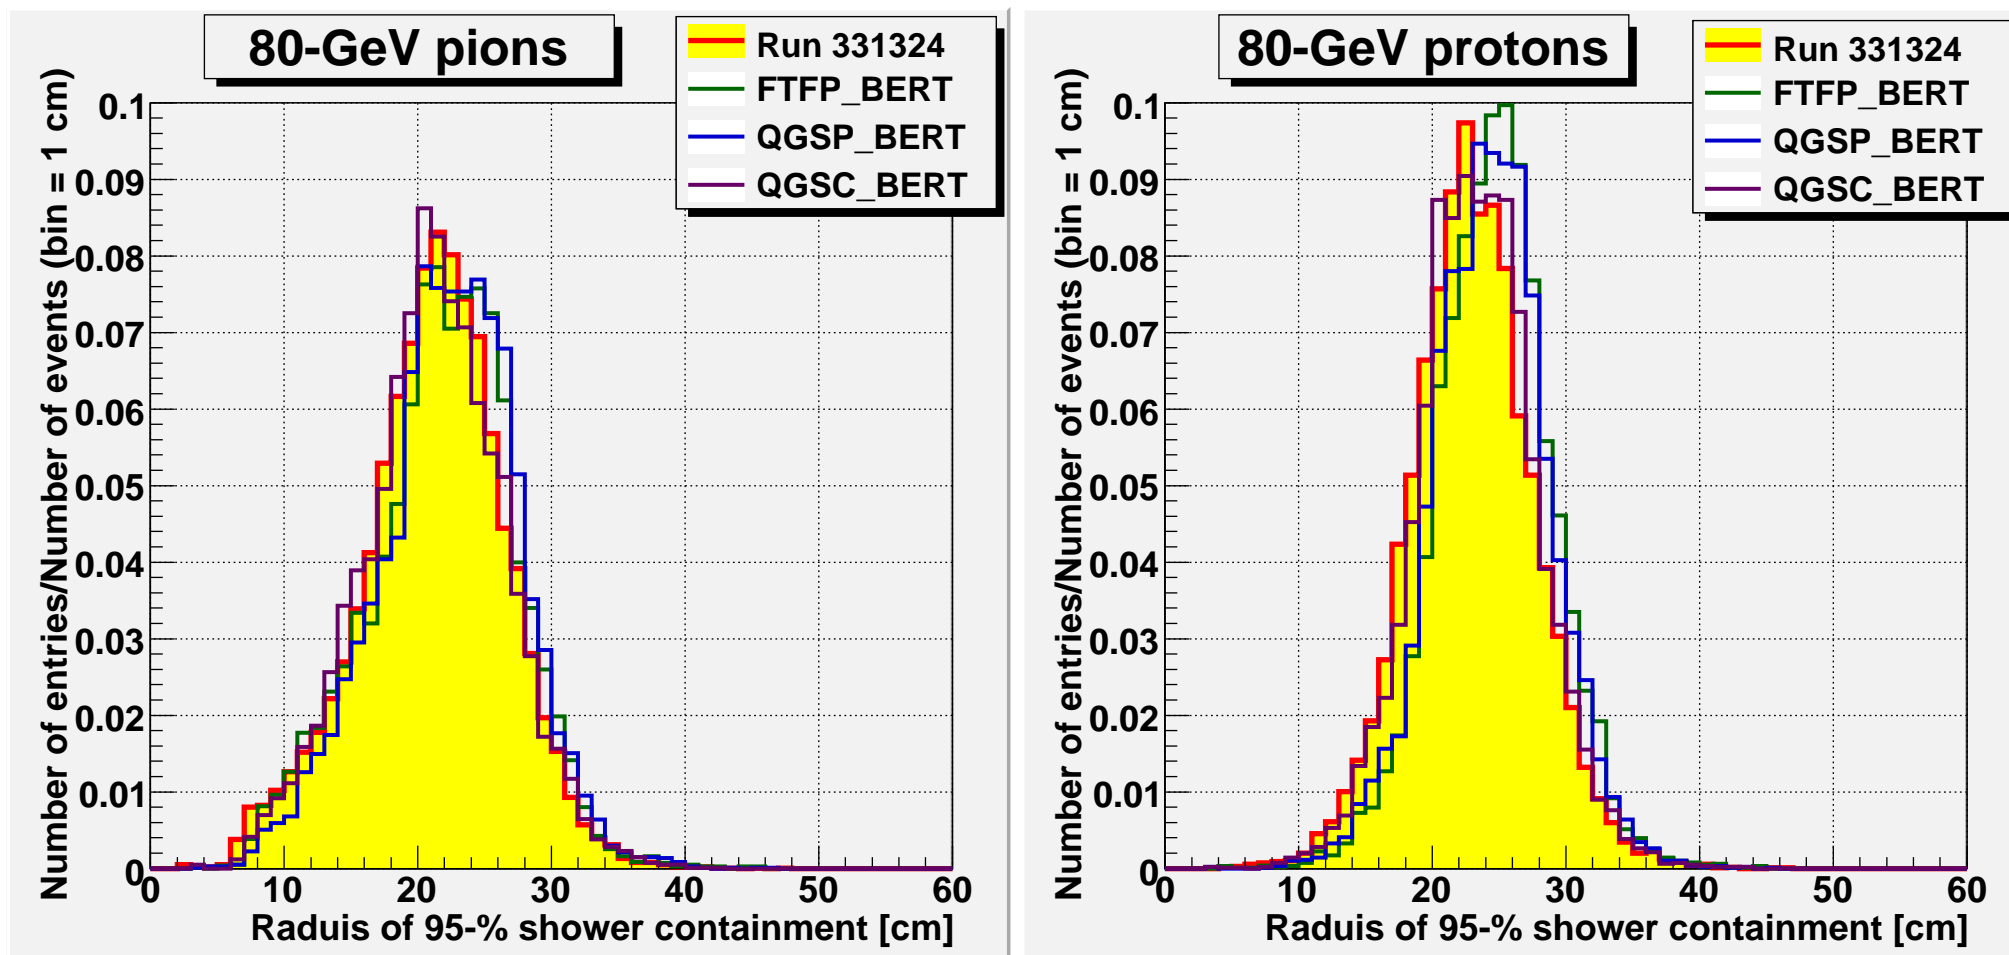 80-GeV pions
Run 331324
FTFP_BERT
QGSP_BERT
QGSC_BERT
Number of entries/Number of events (bin = 1 cm)
0.1
0.09
0.08
0.07
0.06
0.05
0.04
0.03
0.02
0.01
0
0 10 20 30 40 50 60
Raduis of 95-% shower containment [cm]
80-GeV protons
Run 331324
FTFP_BERT
QGSP_BERT
QGSC_BERT
Number of entries/Number of events (bin = 1 cm)
0.1
0.09
0.08
0.07
0.06
0.05
0.04
0.03
0.02
0.01
0
0 10 20 30 40 50 60
Raduis of 95-% shower containment [cm]